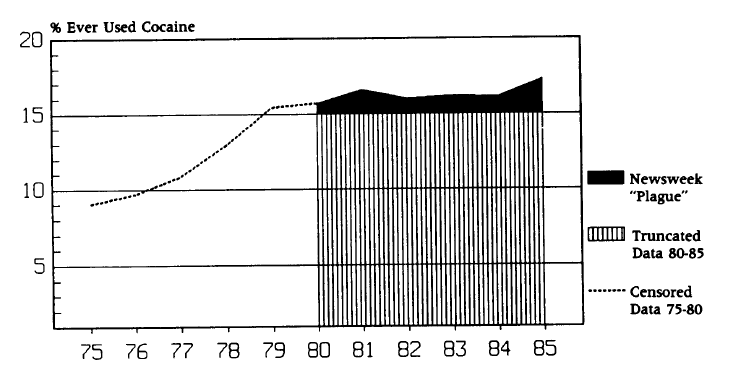 % Ever Used Cocaine
20
15
10
5
75 76 77 78 79 80 81 82 83 84 85
Newsweek
“Plague”
Truncated
Data 80-85
Censored
Data 75-80